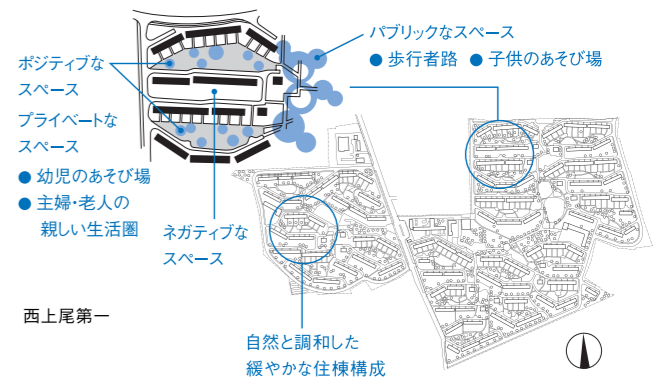 パブリックなスペース
● 歩行者路 ● 子供のあそび場
ポジティブな
スペース
プライベートな
スペース
● 幼児のあそび場
● 主婦・老人の
親しい生活圏
ネガティブな
スペース
西上尾第一
自然と調和した
緩やかな住棟構成